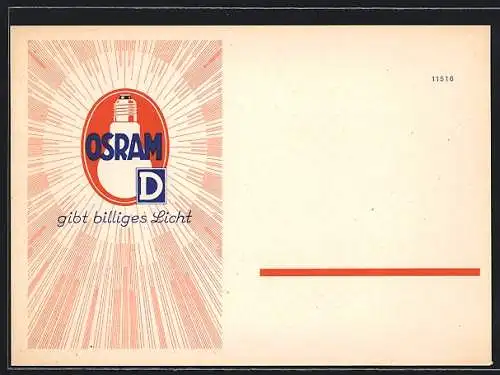 OSRAM
D
gibt billiges Licht
11516